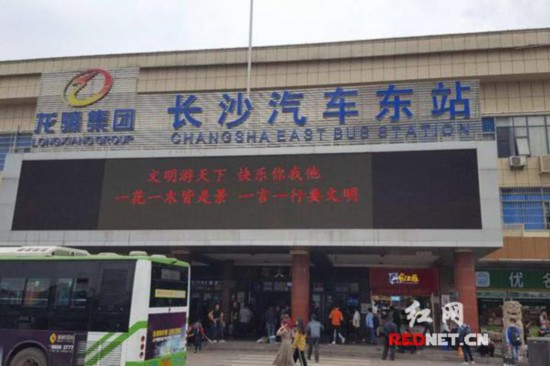 龙骧集团
LONGXIANG GROUP
长沙汽车东站
CHANGSHA EAST BUS STATION
文明游天下 快乐你我他
一花一木皆是景 一言一行要文明
优名
红网
REDNET.CN